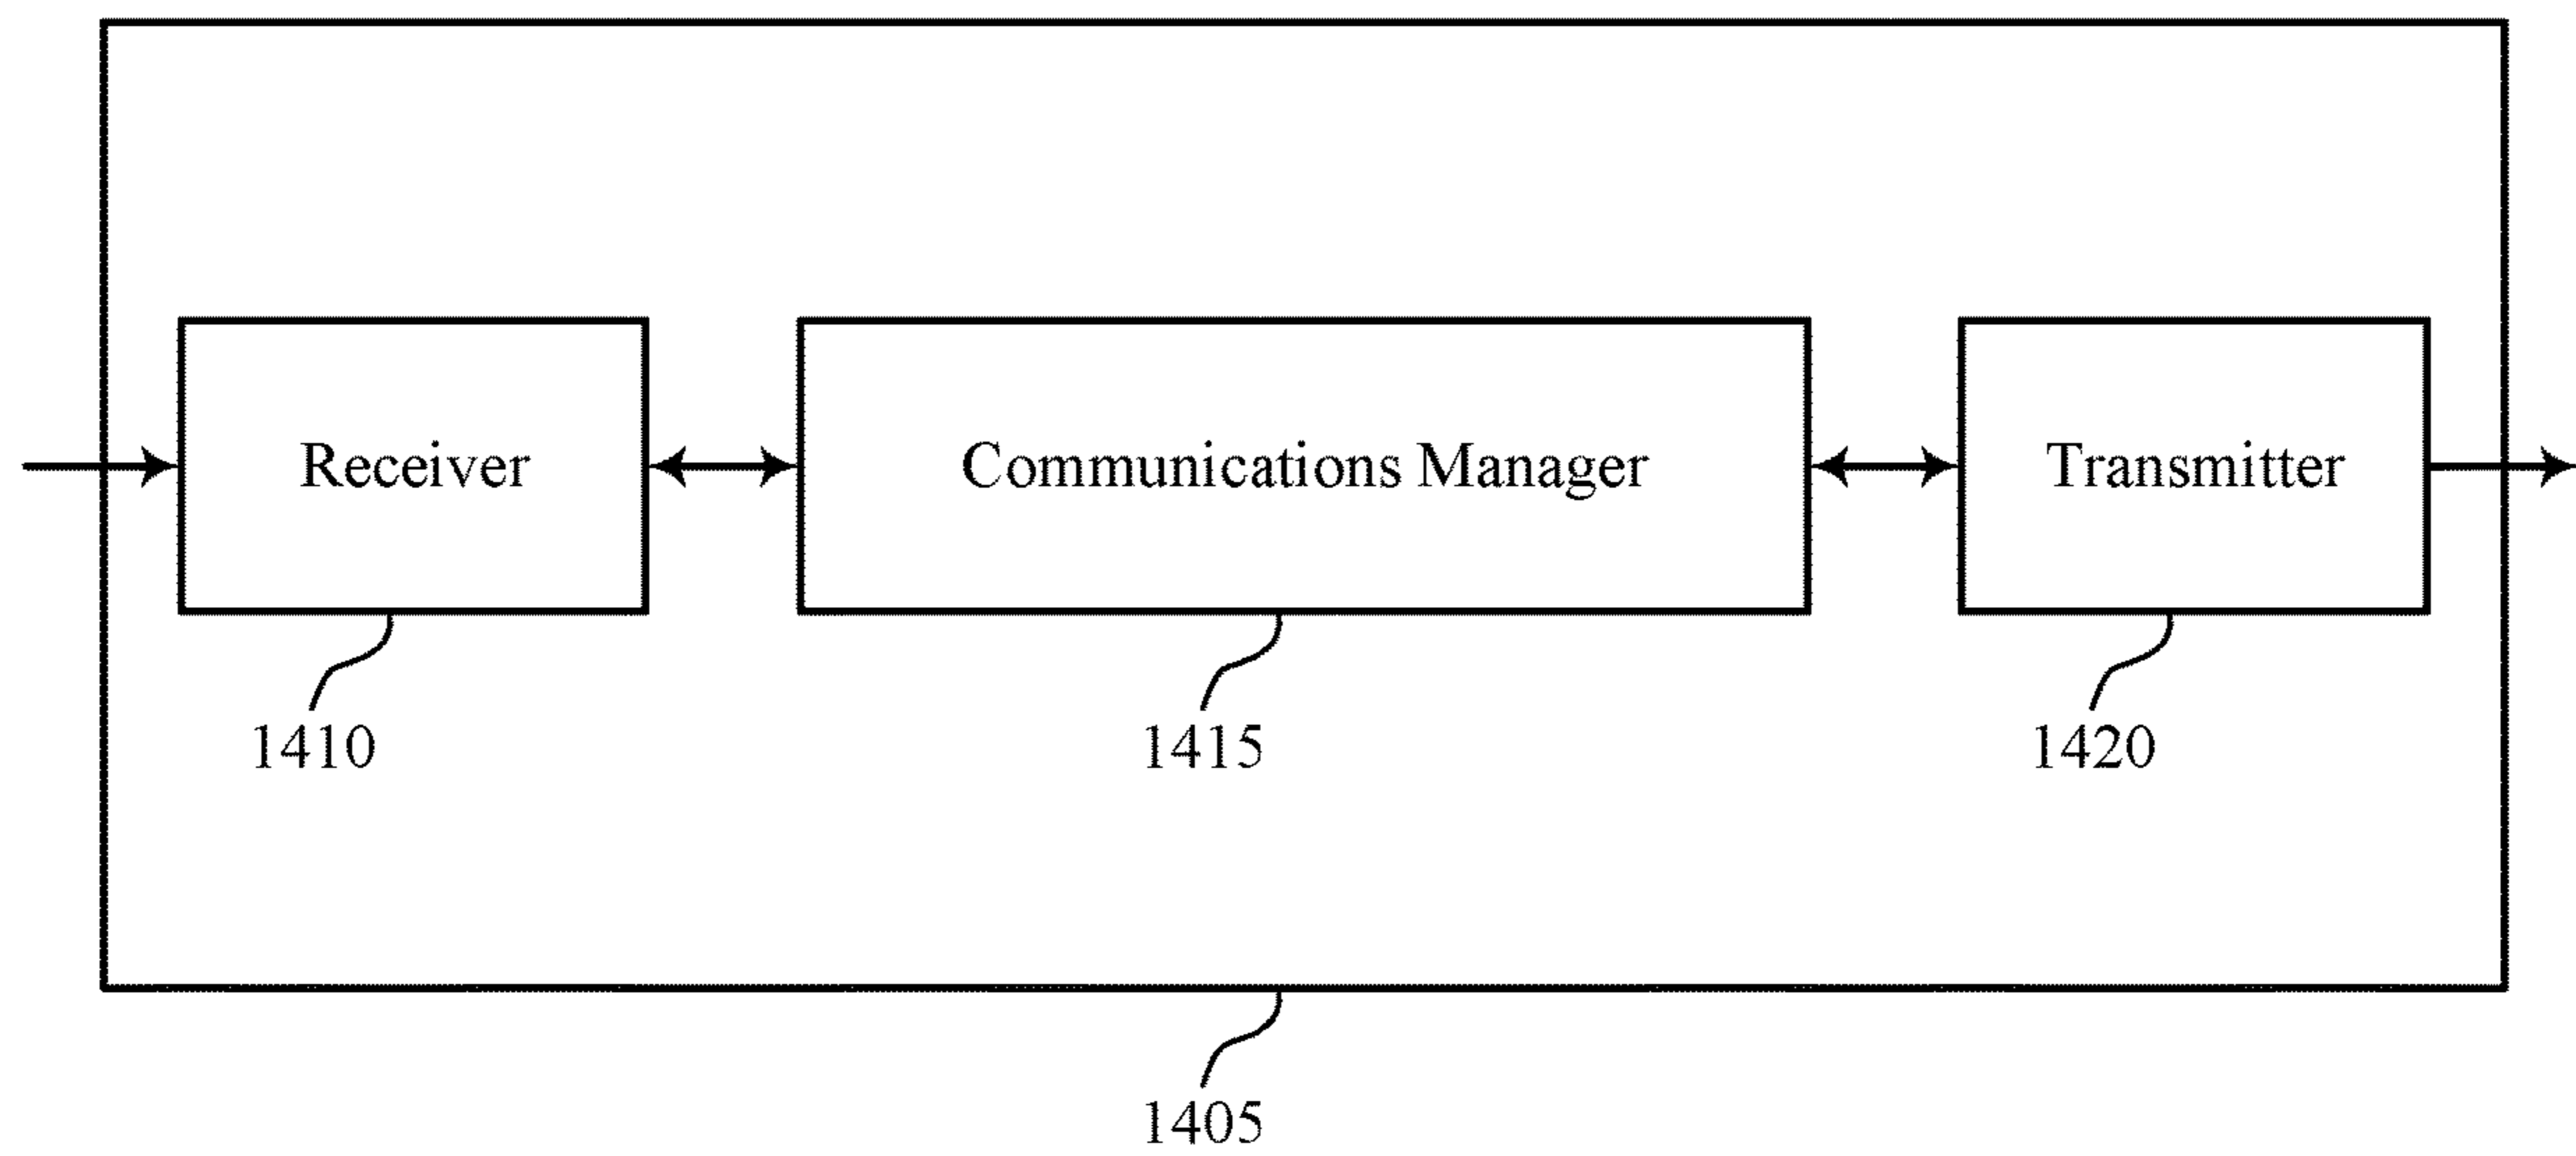 Receiver
Communications Manager
Transmitter
1410
1415
1420
1405